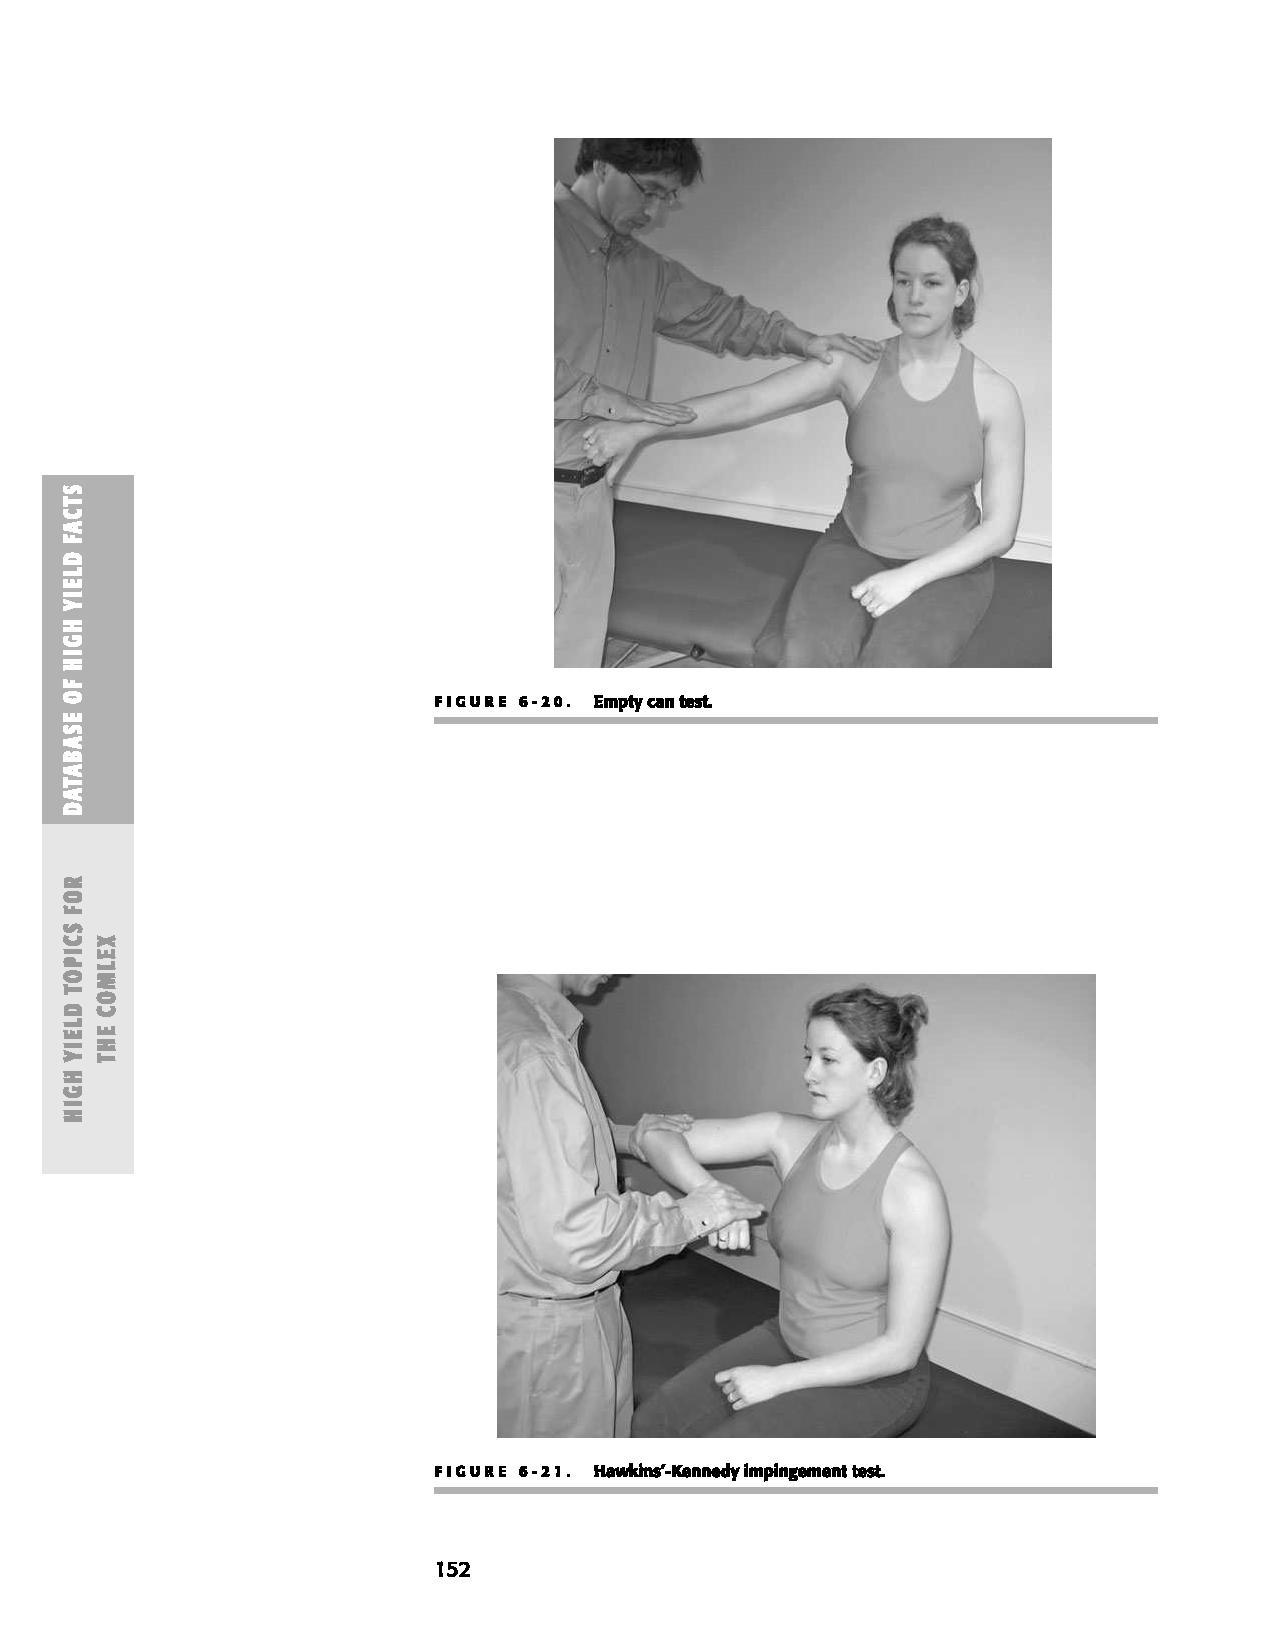 DATABASE OF HIGH YIELD FACTS
HIGH YIELD TOPICS FOR
THE COMLEX
FIGURE 6-20. Empty can test.
FIGURE 6-21. Hawkins'-Kennedy impingement test.
152